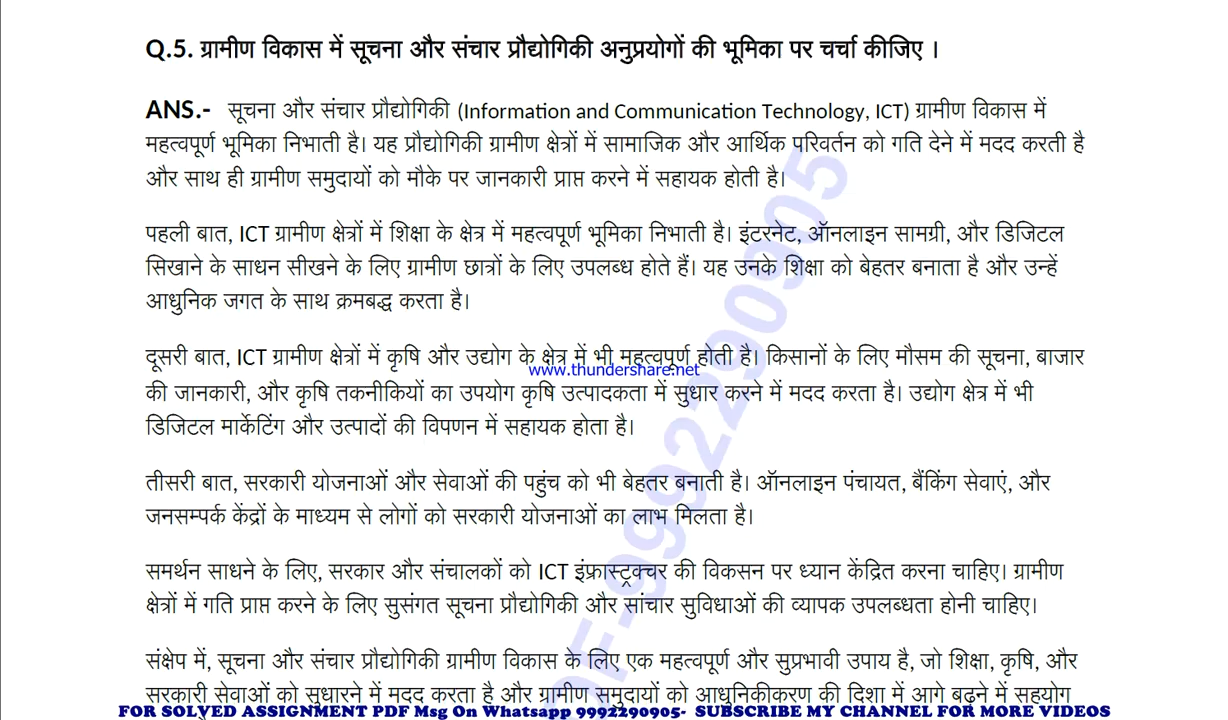 Q.5. ग्रामीण विकास में सूचना और संचार प्रौद्योगिकी अनुप्रयोगों की भूमिका पर चर्चा कीजिए ।
ANS.- सूचना और संचार प्रौद्योगिकी (Information and Communication Technology, ICT) ग्रामीण विकास में
महत्वपूर्ण भूमिका निभाती है। यह प्रौद्योगिकी ग्रामीण क्षेत्रों में सामाजिक और आर्थिक परिवर्तन को गति देने में मदद करती है
और साथ ही ग्रामीण समुदायों को मौके पर जानकारी प्राप्त करने में सहायक होती है।
पहली बात, ICT ग्रामीण क्षेत्रों में शिक्षा के क्षेत्र में महत्वपूर्ण भूमिका निभाती है। इंटरनेट, ऑनलाइन सामग्री, और डिजिटल
सिखाने के साधन सीखने के लिए ग्रामीण छात्रों के लिए उपलब्ध होते हैं। यह उनके शिक्षा को बेहतर बनाता है और उन्हें
आधुनिक जगत के साथ क्रमबद्ध करता है।
दूसरी बात, ICT ग्रामीण क्षेत्रों में कृषि और उद्योग के क्षेत्र में भी महत्वपूर्ण होती है। किसानों के लिए मौसम की सूचना, बाजार
www.thundershare.net
की जानकारी, और कृषि तकनीकियों का उपयोग कृषि उत्पादकता में सुधार करने में मदद करता है। उद्योग क्षेत्र में भी
डिजिटल मार्केटिंग और उत्पादों की विपणन में सहायक होता है।
तीसरी बात, सरकारी योजनाओं और सेवाओं की पहुंच को भी बेहतर बनाती है। ऑनलाइन पंचायत, बैंकिंग सेवाएं, और
जनसम्पर्क केंद्रों के माध्यम से लोगों को सरकारी योजनाओं का लाभ मिलता है।
समर्थन साधने के लिए, सरकार और संचालकों को ICT इंफ्रास्ट्रक्चर की विकसन पर ध्यान केंद्रित करना चाहिए। ग्रामीण
क्षेत्रों में गति प्राप्त करने के लिए सुसंगत सूचना प्रौद्योगिकी और सांचार सुविधाओं की व्यापक उपलब्धता होनी चाहिए।
संक्षेप में, सूचना और संचार प्रौद्योगिकी ग्रामीण विकास के लिए एक महत्वपूर्ण और सुप्रभावी उपाय है, जो शिक्षा, कृषि, और
सरकारी सेवाओं को सुधारने में मदद करता है और ग्रामीण समुदायों को आधुनिकीकरण की दिशा में आगे बढ़ने में सहयोग
FOR SOLVED ASSIGNMENT PDF Msg On Whatsapp 9992290905- SUBSCRIBE MY CHANNEL FOR MORE VIDEOS
PDF-9992290905